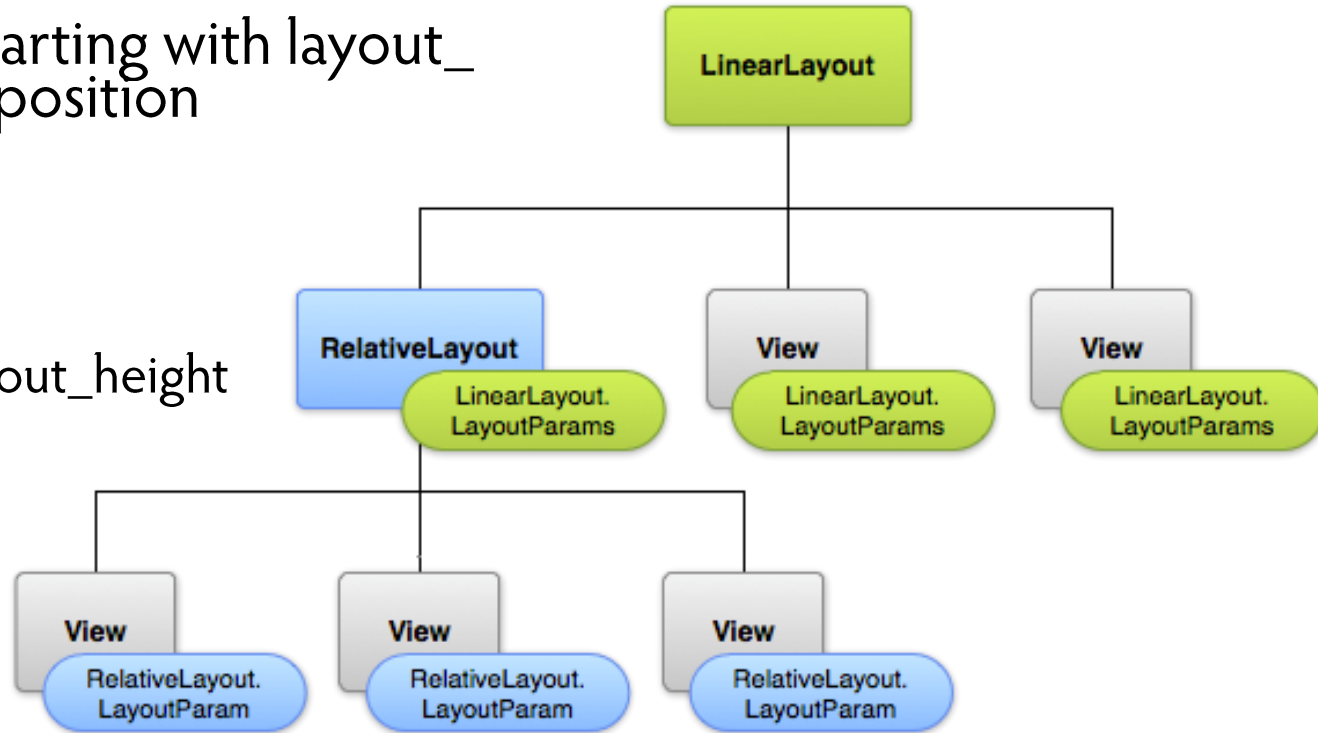 arting with layout_
position
LinearLayout
RelativeLayout
View
View
out_height
LinearLayout.
LayoutParams
LinearLayout.
LayoutParams
LinearLayout.
LayoutParams
View
View
View
RelativeLayout.
LayoutParam
RelativeLayout.
LayoutParam
RelativeLayout.
LayoutParam